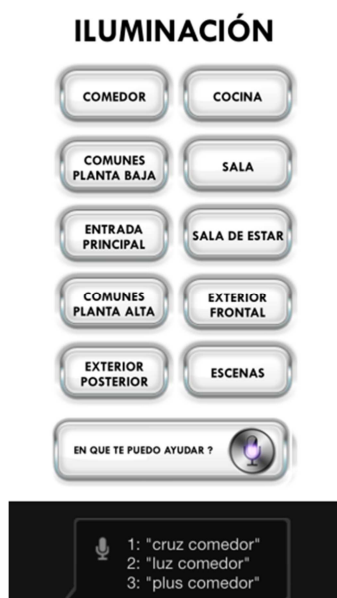 ILUMINACIÓN
COMEDOR
COCINA
COMUNES
PLANTA BAJA
SALA
ENTRADA
PRINCIPAL
SALA DE ESTAR
COMUNES
PLANTA ALTA
EXTERIOR
FRONTAL
EXTERIOR
POSTERIOR
ESCENAS
EN QUE TE PUEDO AYUDAR ?
1: "cruz comedor"
2: "luz comedor"
3: "plus comedor"